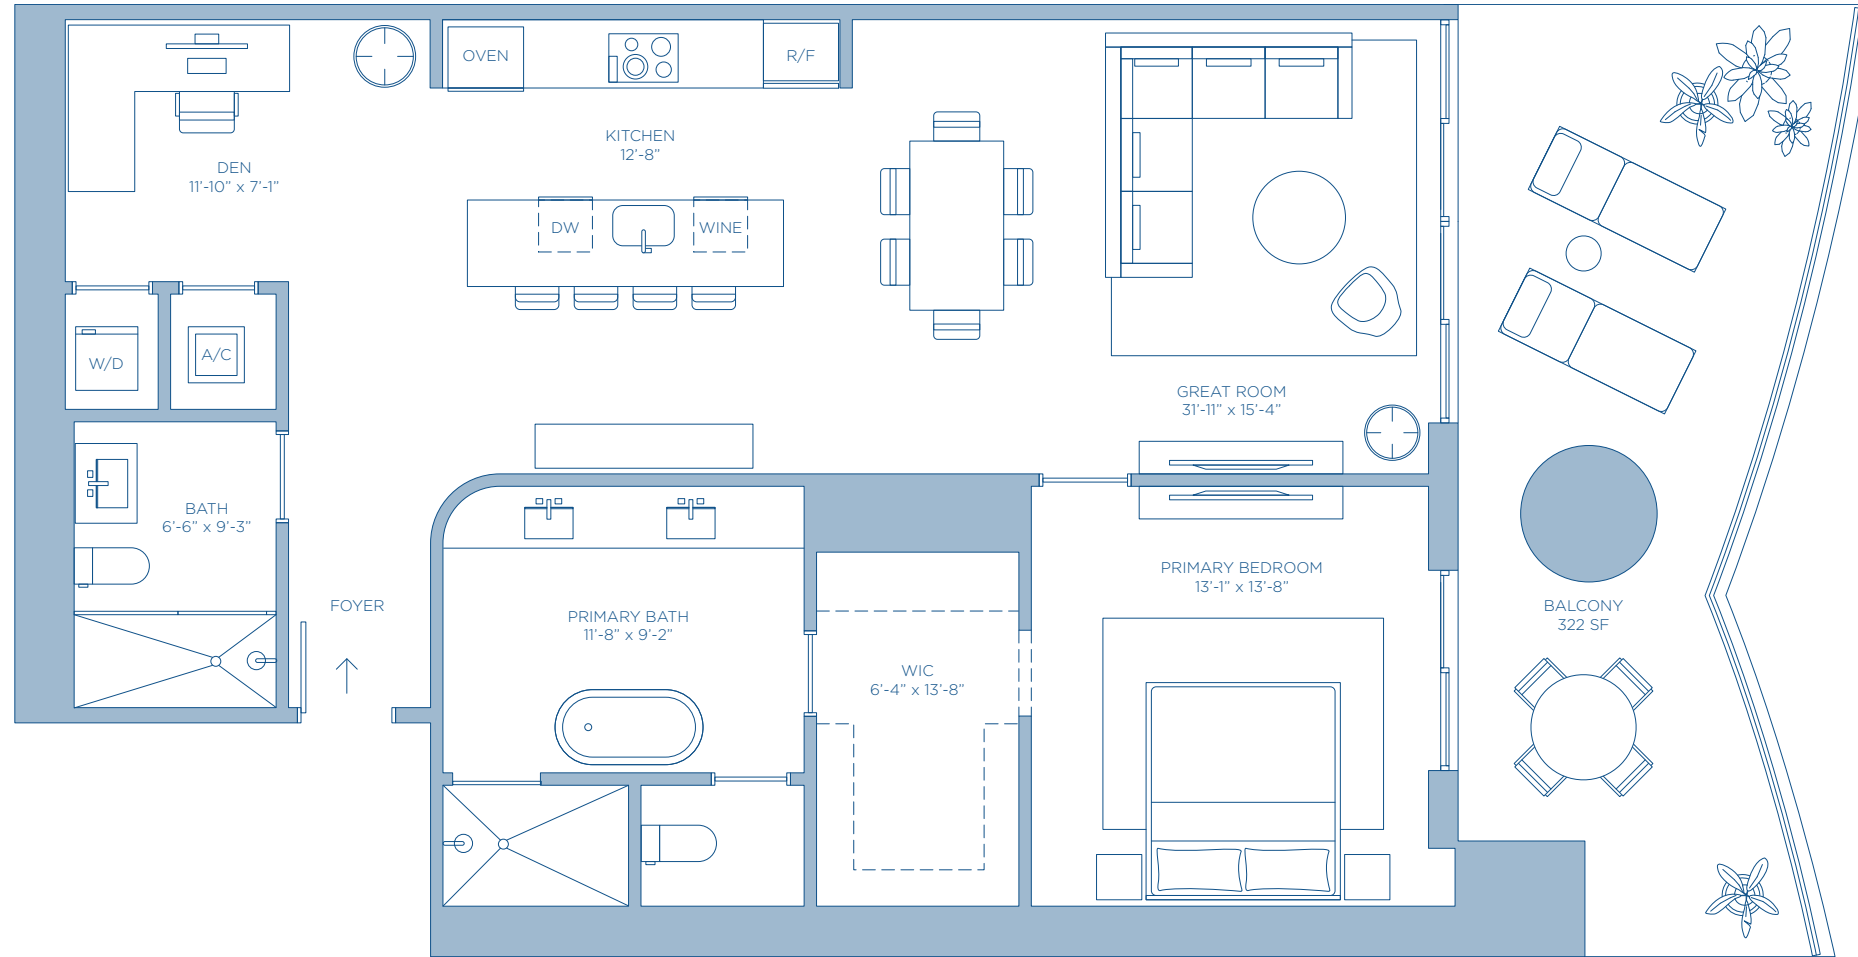 OVEN
R/F
KITCHEN
12'-8"
DEN
11'-10" x 7'-1"
DW
WINE
W/D
A/C
GREAT ROOM
31'-11" x 15'-4"
BATH
6'-6" x 9'-3"
PRIMARY BEDROOM
13'-1" x 13'-8"
FOYER
PRIMARY BATH
11'-8" x 9'-2"
BALCONY
322 SF
WIC
6'-4" x 13'-8"